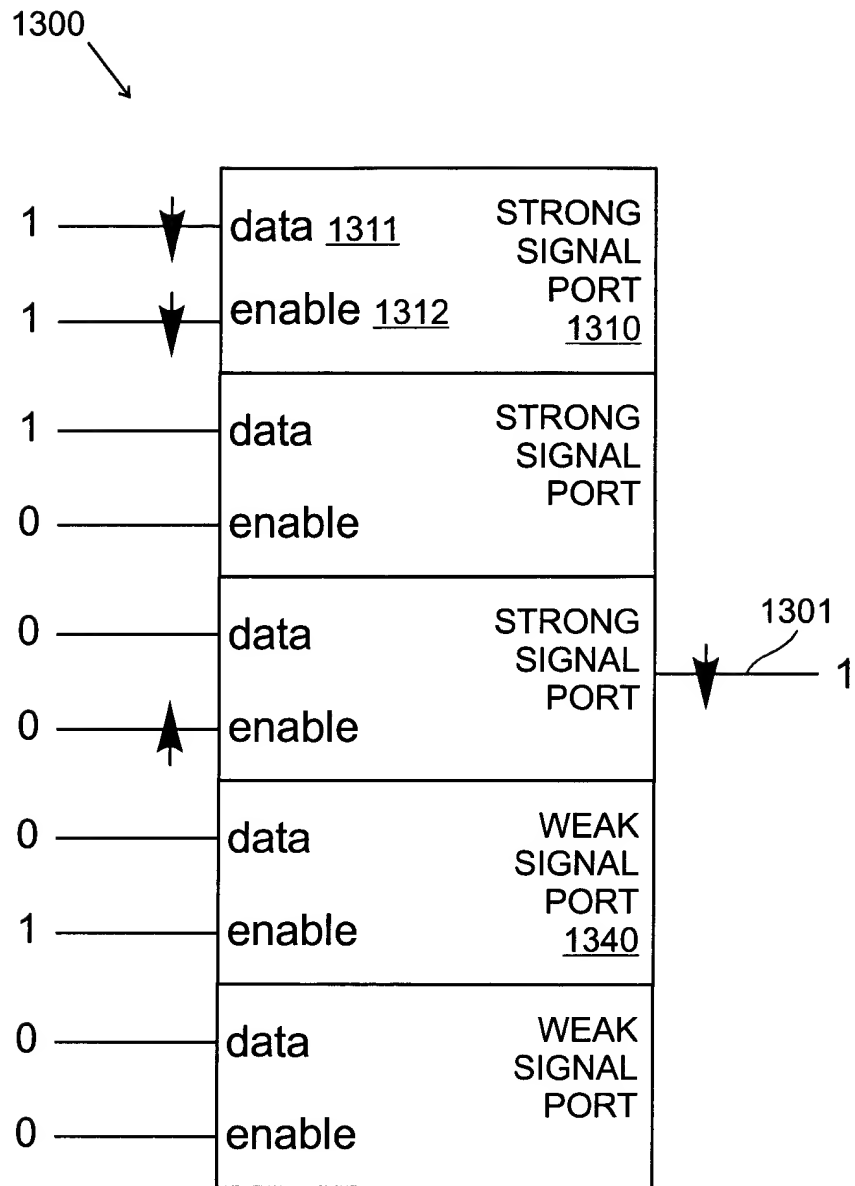 1300
1 data 1311 STRONG
SIGNAL
PORT
1 enable 1312 1310
1 data STRONG
SIGNAL
PORT
0 enable
0 data STRONG
SIGNAL
PORT
1301
1
0 enable
0 data WEAK
SIGNAL
PORT
1 enable 1340
0 data WEAK
SIGNAL
PORT
0 enable